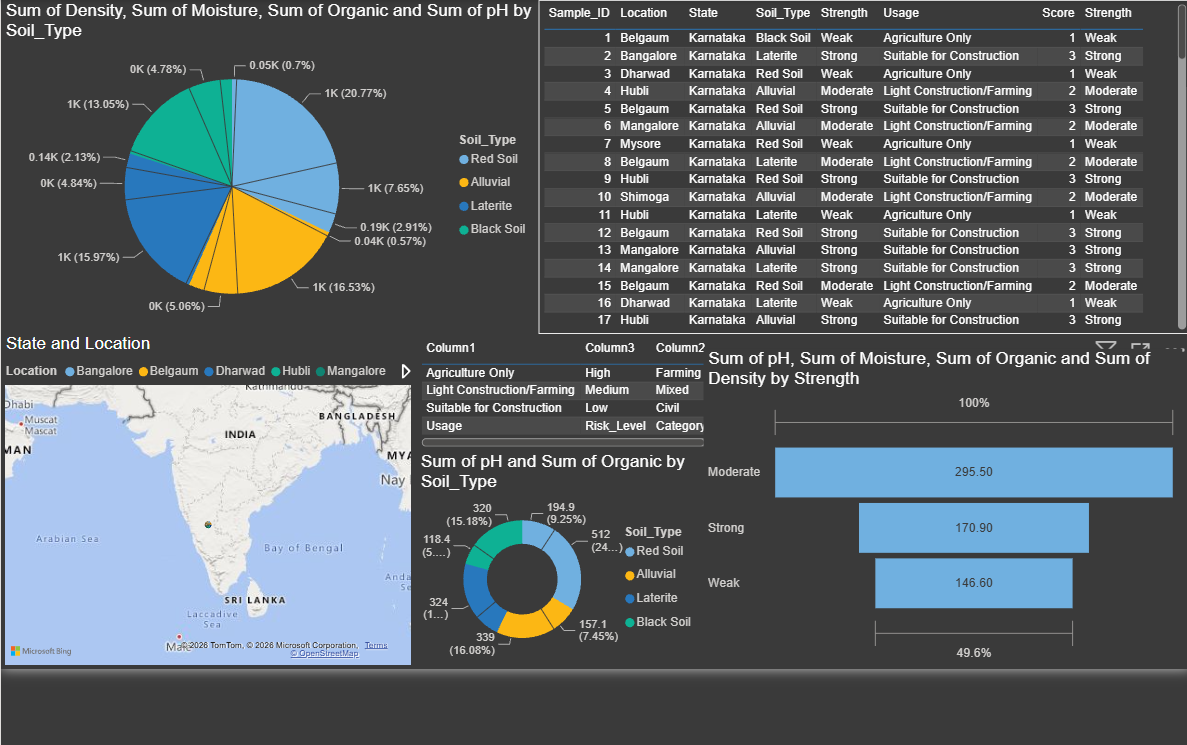 Sum of Density, Sum of Moisture, Sum of Organic and Sum of pH by
Soil_Type
0.05K (0.7%)
0K (4.78%)
1K (20.77%)
1K (13.05%)
0.14K (2.13%)
0K (4.84%)
1K (7.65%)
0.19K (2.91%)
0.04K (0.57%)
1K (15.97%)
1K (16.53%)
0K (5.06%)
Soil_Type
Red Soil
Alluvial
Laterite
Black Soil
Sample_ID Location State Soil_Type Strength Usage Score Strength
1 Belgaum Karnataka Black Soil Weak Agriculture Only 1 Weak
2 Bangalore Karnataka Laterite Strong Suitable for Construction 3 Strong
3 Dharwad Karnataka Red Soil Weak Agriculture Only 1 Weak
4 Hubli Karnataka Alluvial Moderate Light Construction/Farming 2 Moderate
5 Belgaum Karnataka Red Soil Strong Suitable for Construction 3 Strong
6 Mangalore Karnataka Alluvial Moderate Light Construction/Farming 2 Moderate
7 Mysore Karnataka Red Soil Weak Agriculture Only 1 Weak
8 Belgaum Karnataka Laterite Moderate Light Construction/Farming 2 Moderate
9 Hubli Karnataka Red Soil Strong Suitable for Construction 3 Strong
10 Shimoga Karnataka Alluvial Moderate Light Construction/Farming 2 Moderate
11 Hubli Karnataka Laterite Weak Agriculture Only 1 Weak
12 Belgaum Karnataka Red Soil Strong Suitable for Construction 3 Strong
13 Mangalore Karnataka Alluvial Strong Suitable for Construction 3 Strong
14 Mangalore Karnataka Laterite Strong Suitable for Construction 3 Strong
15 Belgaum Karnataka Red Soil Moderate Light Construction/Farming 2 Moderate
16 Dharwad Karnataka Laterite Weak Agriculture Only 1 Weak
17 Hubli Karnataka Alluvial Strong Suitable for Construction 3 Strong
State and Location
Location Bangalore Belgaum Dharwad Hubli Mangalore
Kathmandu
Dhabi
Muscat
Mascat
MAN
BANGLADESH
INDIA
MYA
Nay
Arabian Sea
Bay of Bengal
Anda
Se
SRI LANKA
Laccadive
Sea
Male
Microsoft Bing
© 2026 TomTom, © 2026 Microsoft Corporation, Terms
© OpenStreetMap
Column1 Column3 Column2
Agriculture Only High Farming
Light Construction/Farming Medium Mixed
Suitable for Construction Low Civil
Usage Risk_Level Category
Sum of pH and Sum of Organic by
Soil_Type
320
(15.18%)
194.9
(9.25%)
118.4
(5....)
512
(24...)
324
(1...)
157.1
(7.45%)
339
(16.08%)
Soil_Type
Red Soil
Alluvial
Laterite
Black Soil
Sum of pH, Sum of Moisture, Sum of Organic and Sum of
Density by Strength
100%
Moderate 295.50
Strong 170.90
Weak 146.60
49.6%